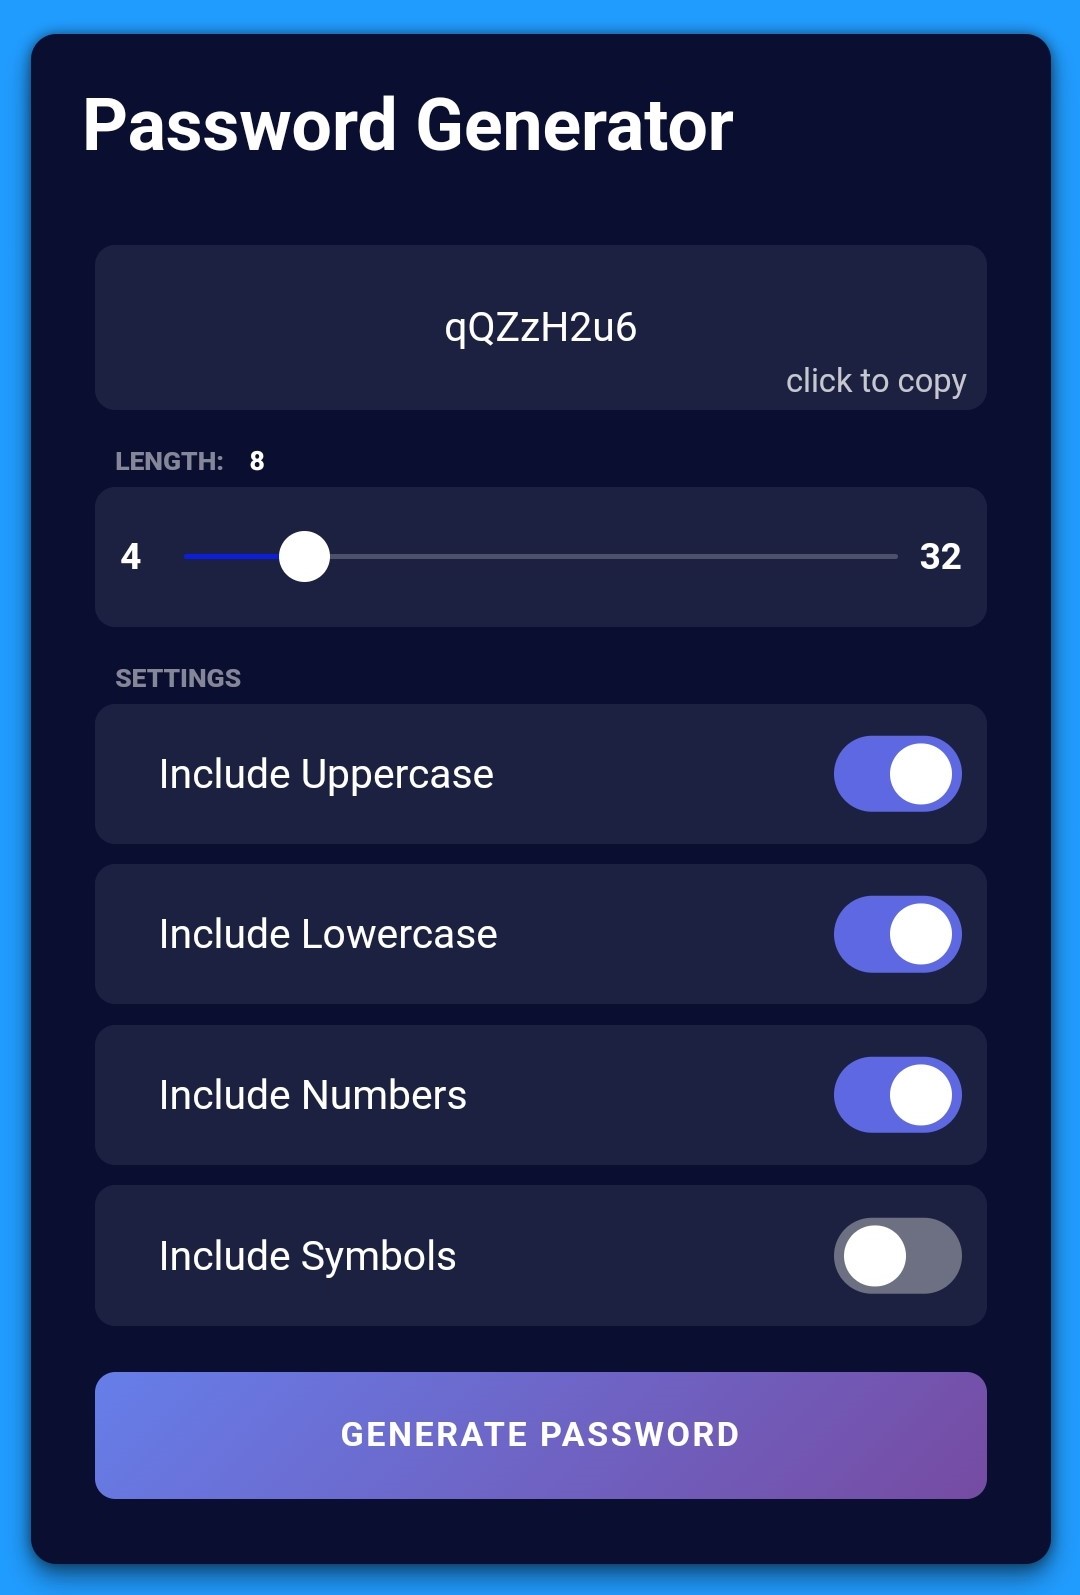 Password Generator
qQZzH2u6
click to copy
LENGTH: 8
4 32
SETTINGS
Include Uppercase
Include Lowercase
Include Numbers
Include Symbols
GENERATE PASSWORD